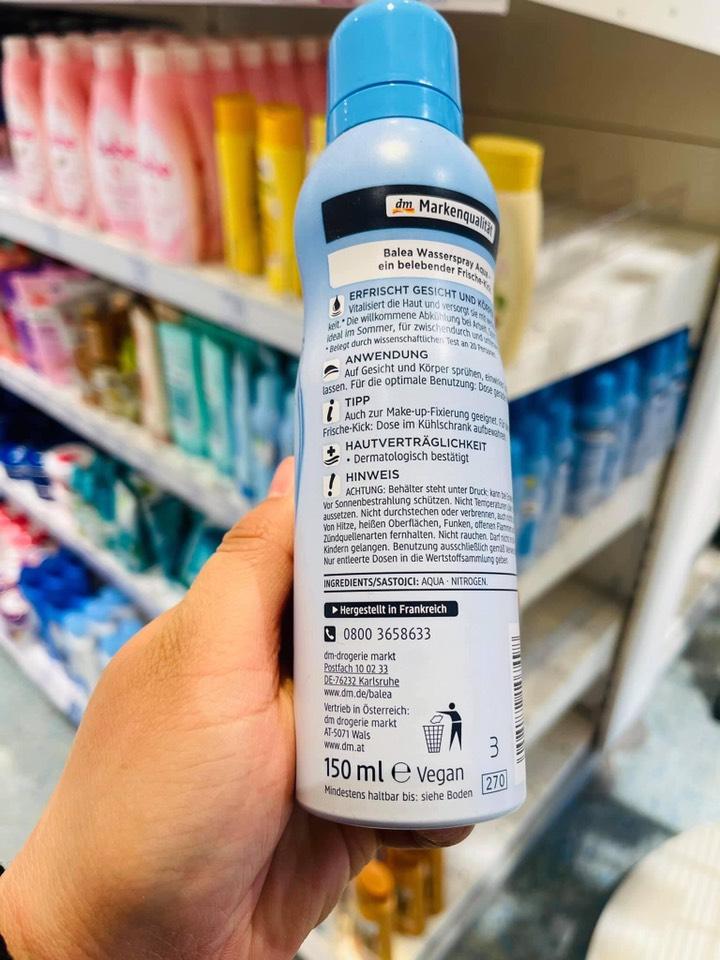 dm Markenqualität
Balea Wasserspray Aqua
ein belebender Frische-Kick
ERFRISCHT GESICHT UND KÖRP
Vitalisiert die Haut und versorgt sie mit
keit.* Die willkommene Abkühlung bei Arbeit,
ideal im Sommer, für zwischendurch und
* Belegt durch wissenschaftlichen Test an 20 Personen
ANWENDUNG
Auf Gesicht und Körper sprühen,
lassen. Für die optimale Benutzung: Dose
TIPP
Auch zur Make-up-Fixierung geeignet.
Frische-Kick: Dose im Kühlschrank aufbewahren
HAUTVERTRÄGLICHKEIT
• Dermatologisch bestätigt
HINWEIS
ACHTUNG: Behälter steht unter Druck: kann bei
Vor Sonnenbestrahlung schützen. Nicht Temperaturen
aussetzen. Nicht durchstechen oder verbrennen, auch
Von Hitze, heißen Oberflächen, Funken, offenen Flammen
Zündquellenarten fernhalten. Nicht rauchen. Darf nicht in
Kindern gelangen. Benutzung ausschließlich gemäß
Nur entleerte Dosen in die Wertstoffsammlung geben
INGREDIENTS/SASTOJCI: AQUA · NITROGEN.
Hergestellt in Frankreich
0800 3658633
dm-drogerie markt
Postfach 10 02 33
DE-76232 Karlsruhe
www.dm.de/balea
Vertrieb in Österreich:
dm drogerie markt
AT-5071 Wals
www.dm.at
3
150 ml e Vegan
270
Mindestens haltbar bis: siehe Boden